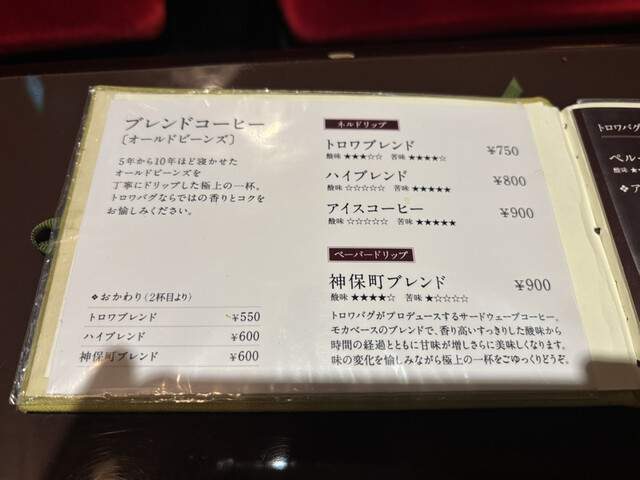 ブレンドコーヒー
〔オールドビーンズ〕
5年から10年ほど寝かせた
オールドビーンズを
丁寧にドリップした極上の一杯。
トロワバグならではの香りとコクを
お愉しみください。
❖ おかわり（2杯目より）
トロワブレンド ¥550
ハイブレンド ¥600
神保町ブレンド ¥600
ネルドリップ
トロワブレンド ¥750
酸味 ★★★☆☆ 苦味 ★★★★☆
ハイブレンド ¥800
酸味 ☆☆☆☆☆ 苦味 ★★★★★
アイスコーヒー ¥900
酸味 ☆☆☆☆☆ 苦味 ★★★★★
ペーパードリップ
神保町ブレンド ¥900
酸味 ★★★★☆ 苦味 ★☆☆☆☆
トロワバグがプロデュースするサードウェーブコーヒー。
モカベースのブレンドで、香り高いすっきりした酸味から
時間の経過とともに甘味が増しさらに美味しくなります。
味の変化を愉しみながら極上の一杯をごゆっくりどうぞ。
トロワバグ
ペル
酸味 ★
❖ア